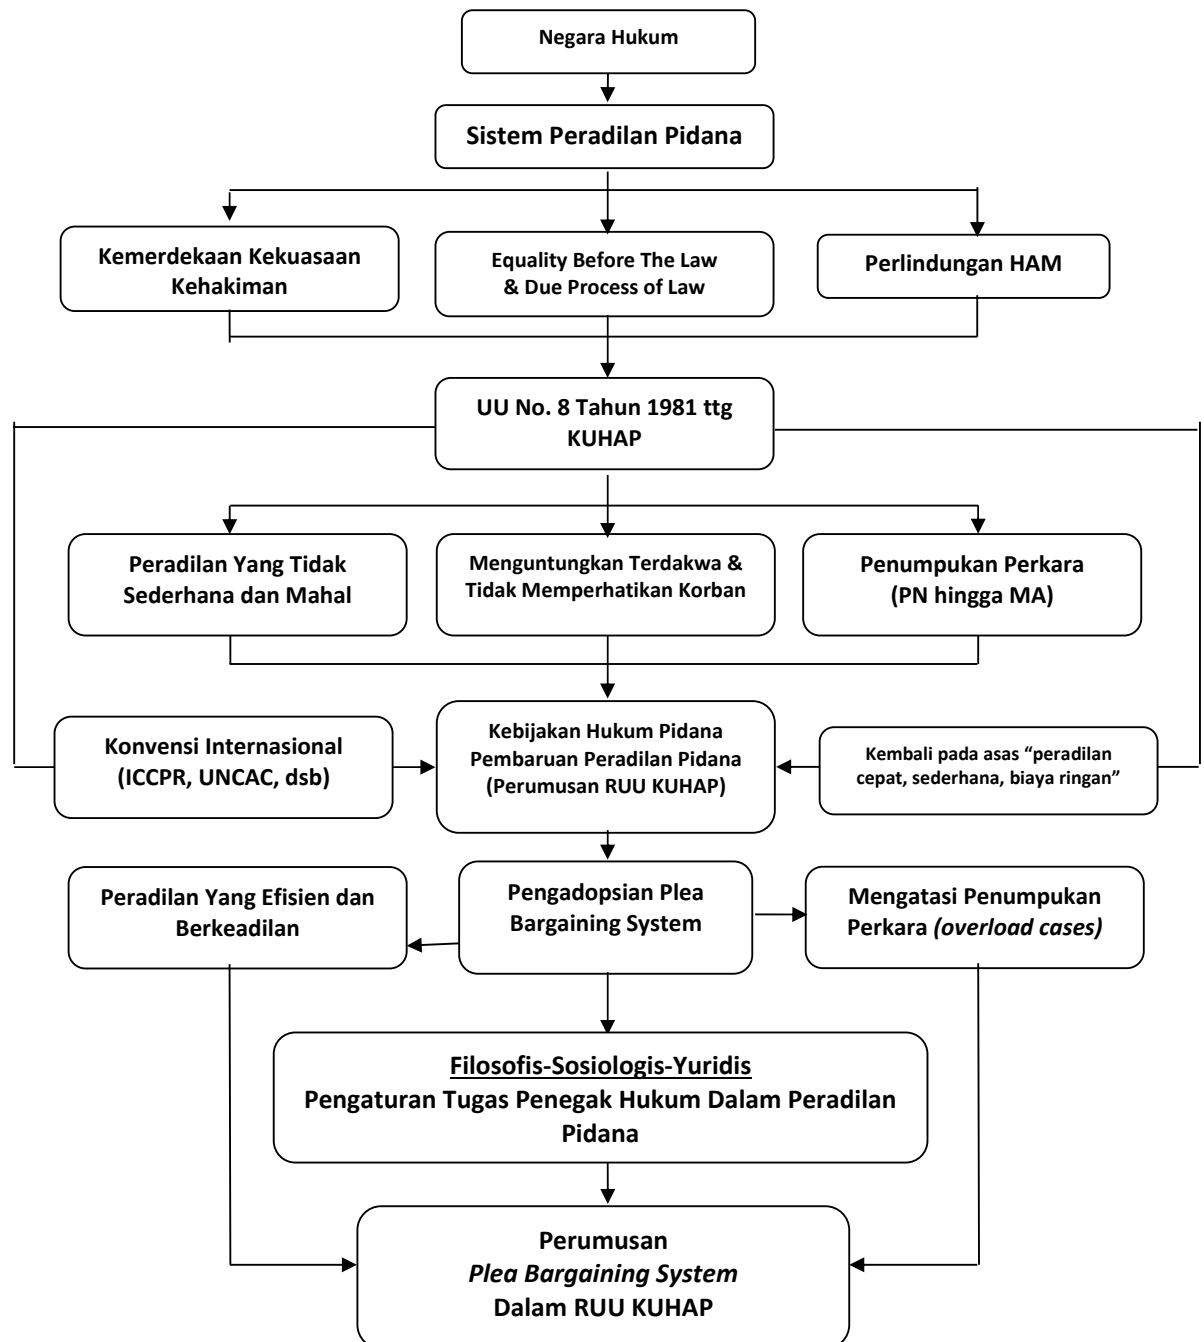 Negara Hukum
Sistem Peradilan Pidana
Kemerdekaan Kekuasaan
Kehakiman
Equality Before The Law
& Due Process of Law
Perlindungan HAM
UU No. 8 Tahun 1981 ttg
KUHAP
Peradilan Yang Tidak
Sederhana dan Mahal
Menguntungkan Terdakwa &
Tidak Memperhatikan Korban
Penumpukan Perkara
(PN hingga MA)
Konvensi Internasional
(ICCPR, UNCAC, dsb)
Kebijakan Hukum Pidana
Pembaruan Peradilan Pidana
(Perumusan RUU KUHAP)
Kembali pada asas “peradilan
cepat, sederhana, biaya ringan”
Peradilan Yang Efisien dan
Berkeadilan
Pengadopsian Plea
Bargaining System
Mengatasi Penumpukan
Perkara (overload cases)
Filosofis-Sosiologis-Yuridis
Pengaturan Tugas Penegak Hukum Dalam Peradilan
Pidana
Perumusan
Plea Bargaining System
Dalam RUU KUHAP